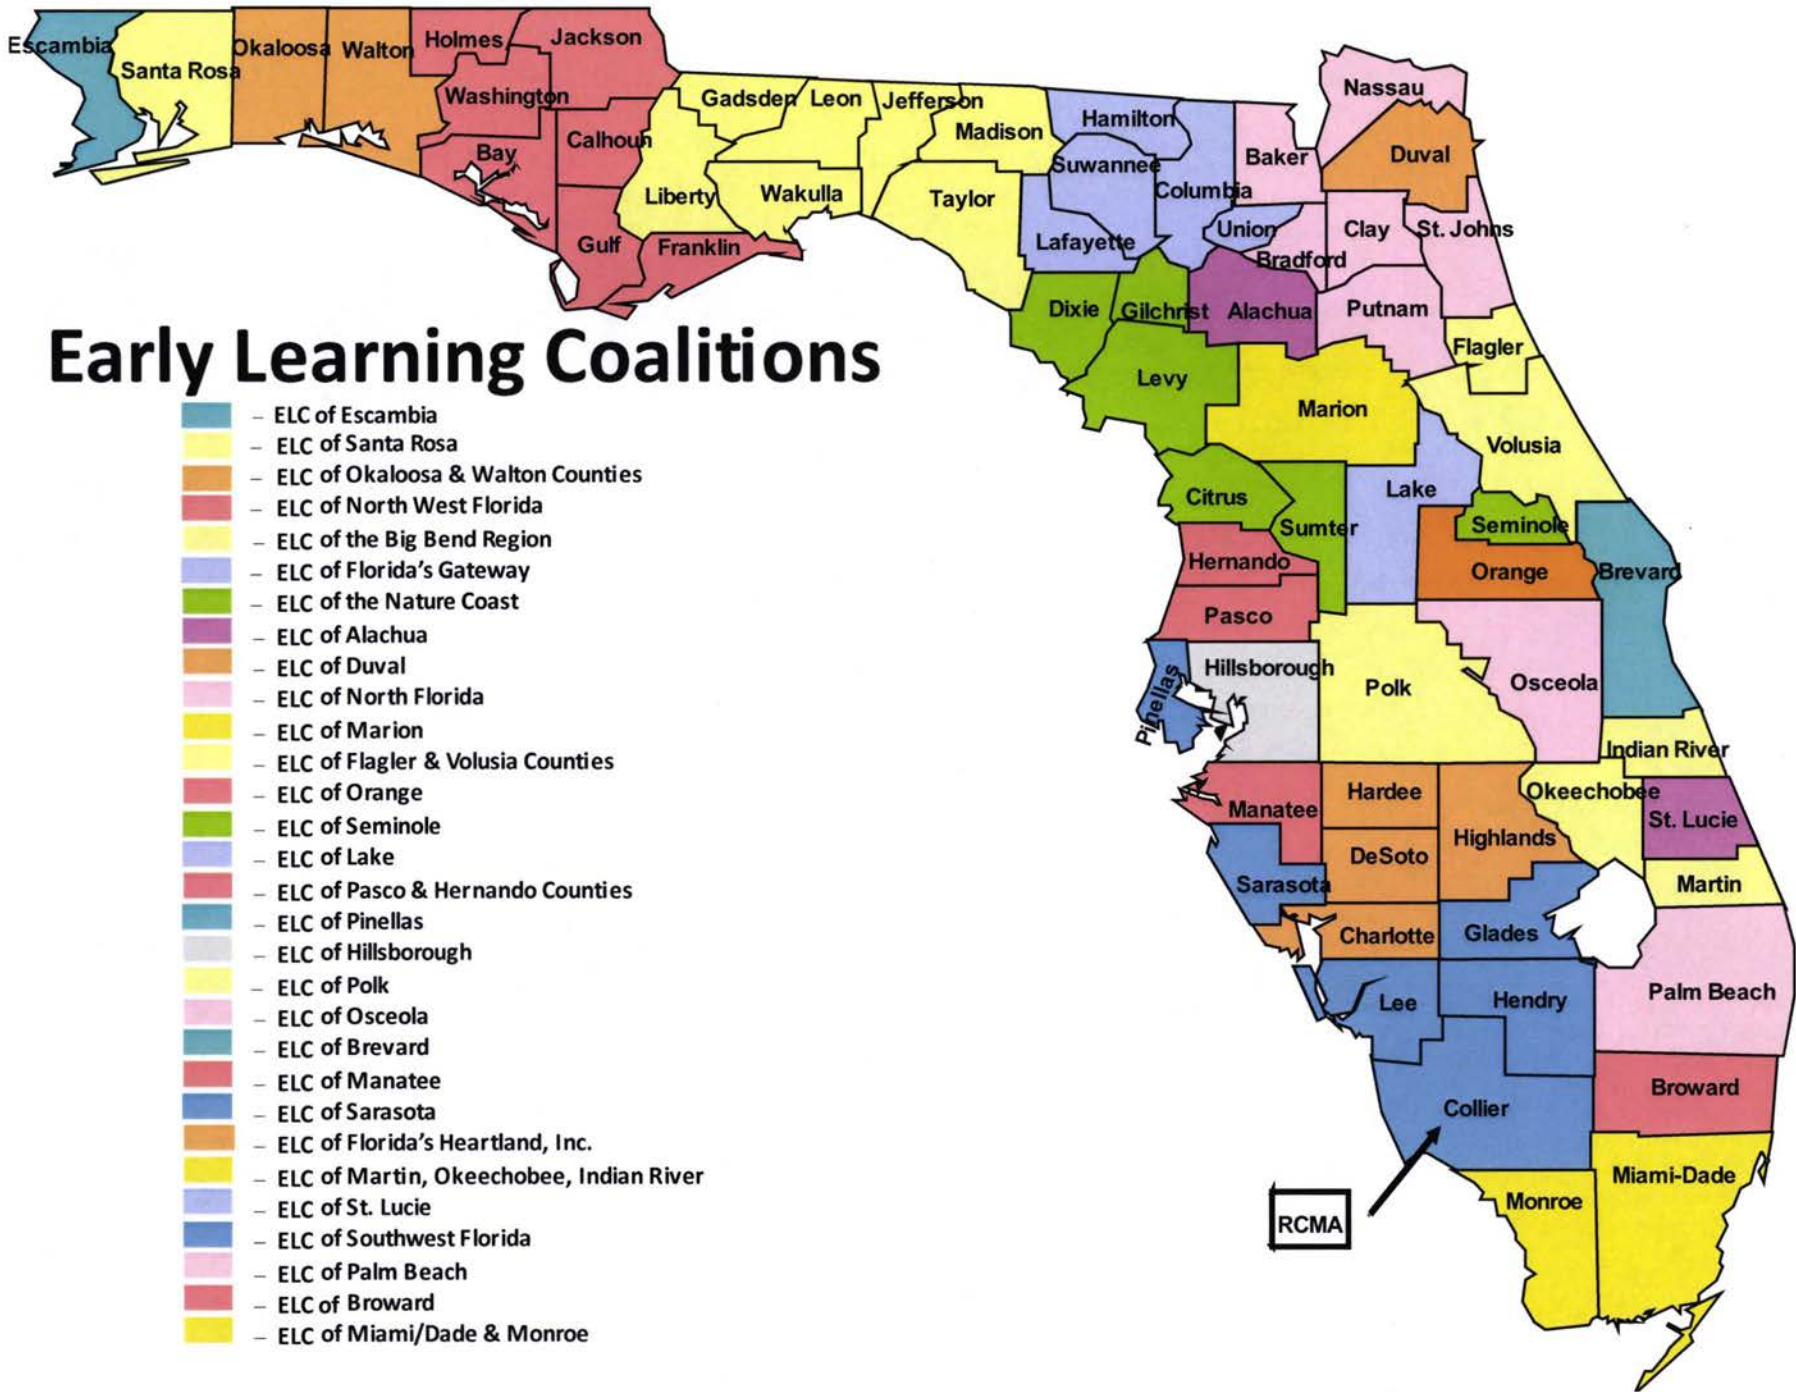 Escambia
Santa Rosa
Okaloosa
Walton
Holmes
Jackson
Washington
Bay
Calhoun
Gulf
Franklin
Liberty
Gadsden
Leon
Jefferson
Madison
Wakulla
Taylor
Hamilton
Suwannee
Columbia
Lafayette
Baker
Nassau
Duval
Union
Bradford
Clay
St. Johns
Dixie
Gilchrist
Alachua
Putnam
Flagler
Levy
Marion
Volusia
Citrus
Sumter
Lake
Seminole
Orange
Brevard
Hernando
Pasco
Pinellas
Hillsborough
Polk
Osceola
Indian River
Okeechobee
St. Lucie
Martin
Manatee
Hardee
DeSoto
Highlands
Sarasota
Charlotte
Glades
Lee
Hendry
Palm Beach
Broward
Collier
RCMA
Monroe
Miami-Dade
Early Learning Coalitions
– ELC of Escambia
– ELC of Santa Rosa
– ELC of Okaloosa & Walton Counties
– ELC of North West Florida
– ELC of the Big Bend Region
– ELC of Florida's Gateway
– ELC of the Nature Coast
– ELC of Alachua
– ELC of Duval
– ELC of North Florida
– ELC of Marion
– ELC of Flagler & Volusia Counties
– ELC of Orange
– ELC of Seminole
– ELC of Lake
– ELC of Pasco & Hernando Counties
– ELC of Pinellas
– ELC of Hillsborough
– ELC of Polk
– ELC of Osceola
– ELC of Brevard
– ELC of Manatee
– ELC of Sarasota
– ELC of Florida's Heartland, Inc.
– ELC of Martin, Okeechobee, Indian River
– ELC of St. Lucie
– ELC of Southwest Florida
– ELC of Palm Beach
– ELC of Broward
– ELC of Miami/Dade & Monroe